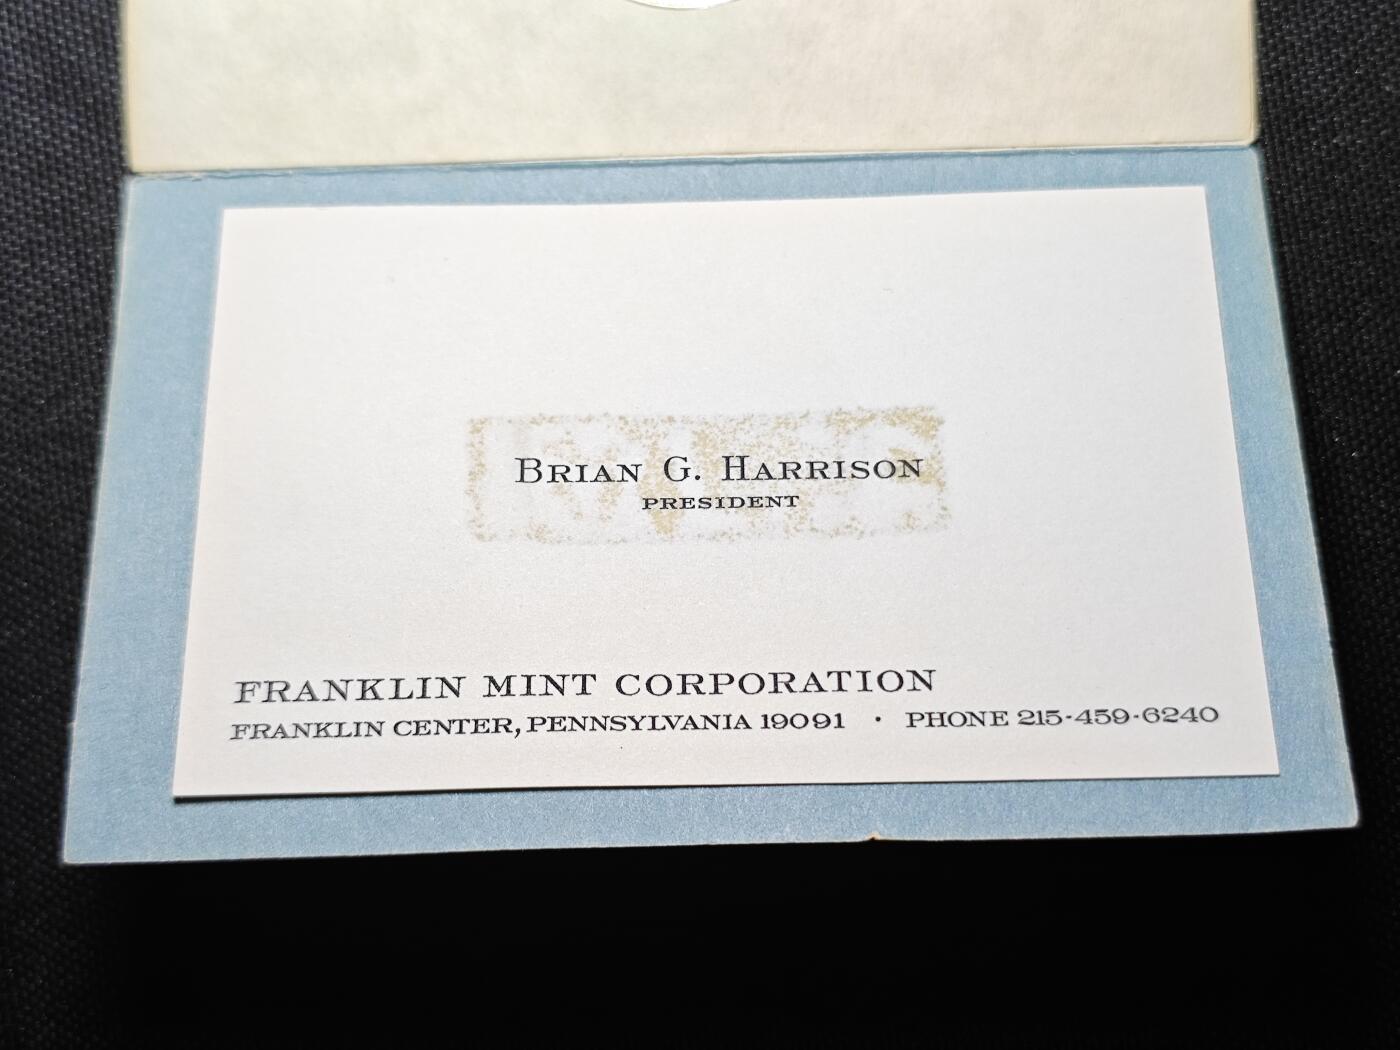 BRIAN G. HARRISON
PRESIDENT
FRANKLIN MINT CORPORATION
FRANKLIN CENTER, PENNSYLVANIA 19091 · PHONE 215-459-6240